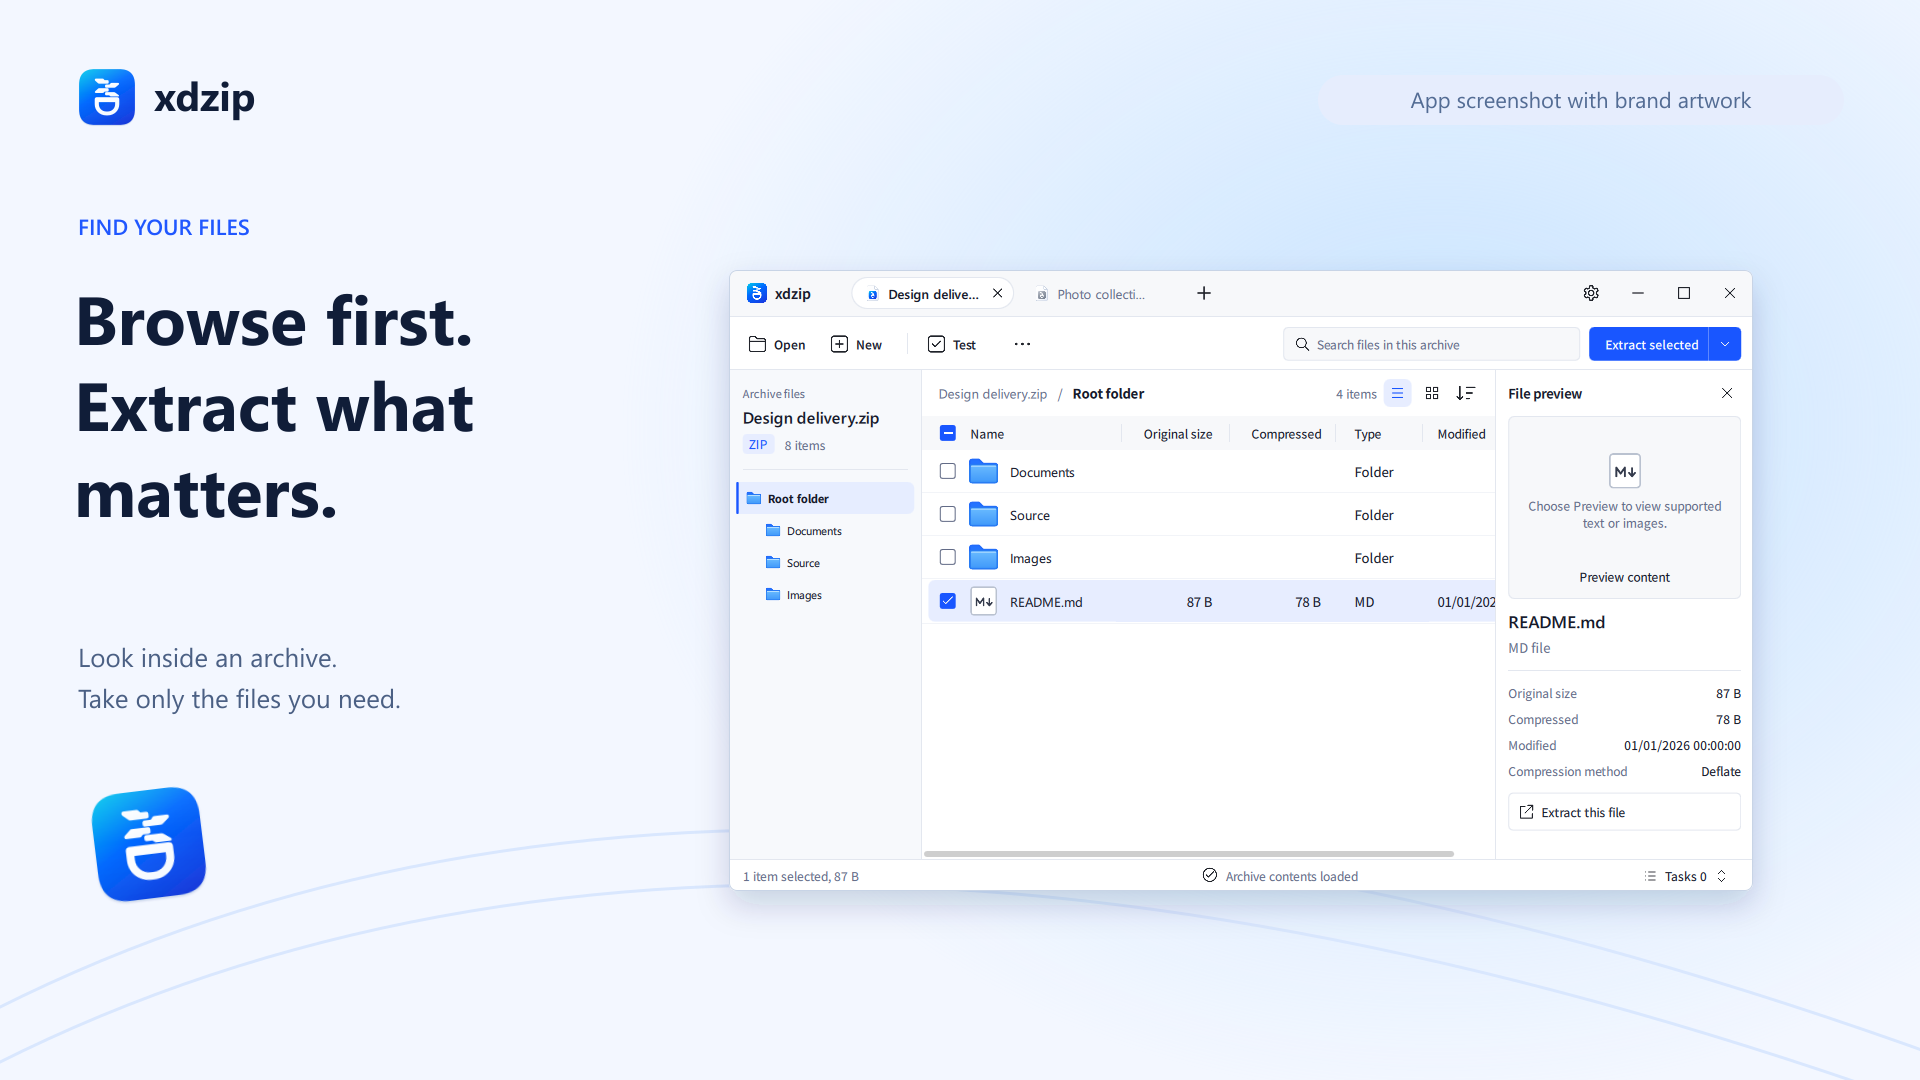 xdzip
App screenshot with brand artwork
FIND YOUR FILES
Browse first.
Extract what
matters.
Look inside an archive.
Take only the files you need.
xdzip
Design delive...
Photo collecti...
Open
New
Test
Search files in this archive
Extract selected
Archive files
Design delivery.zip
ZIP 8 items
Root folder
Documents
Source
Images
Design delivery.zip / Root folder
4 items
Name Original size Compressed Type Modified
Documents Folder
Source Folder
Images Folder
M↓ README.md 87 B 78 B MD 01/01/202
File preview
M↓
Choose Preview to view supported
text or images.
Preview content
README.md
MD file
Original size 87 B
Compressed 78 B
Modified 01/01/2026 00:00:00
Compression method Deflate
Extract this file
1 item selected, 87 B
Archive contents loaded
Tasks 0